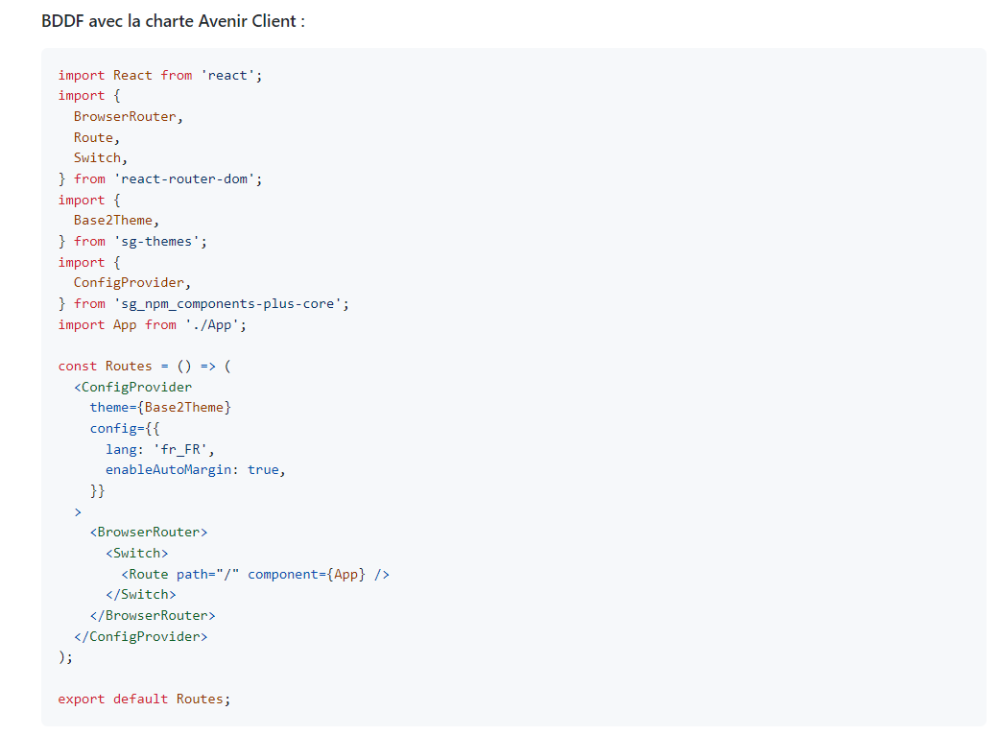 BDDF avec la charte Avenir Client :
import React from 'react';
import {
  BrowserRouter,
  Route,
  Switch,
} from 'react-router-dom';
import {
  Base2Theme,
} from 'sg-themes';
import {
  ConfigProvider,
} from 'sg_npm_components-plus-core';
import App from './App';

const Routes = () => (
  <ConfigProvider
    theme={Base2Theme}
    config={{
      lang: 'fr_FR',
      enableAutoMargin: true,
    }}
  >
    <BrowserRouter>
      <Switch>
        <Route path="/" component={App} />
      </Switch>
    </BrowserRouter>
  </ConfigProvider>
);

export default Routes;